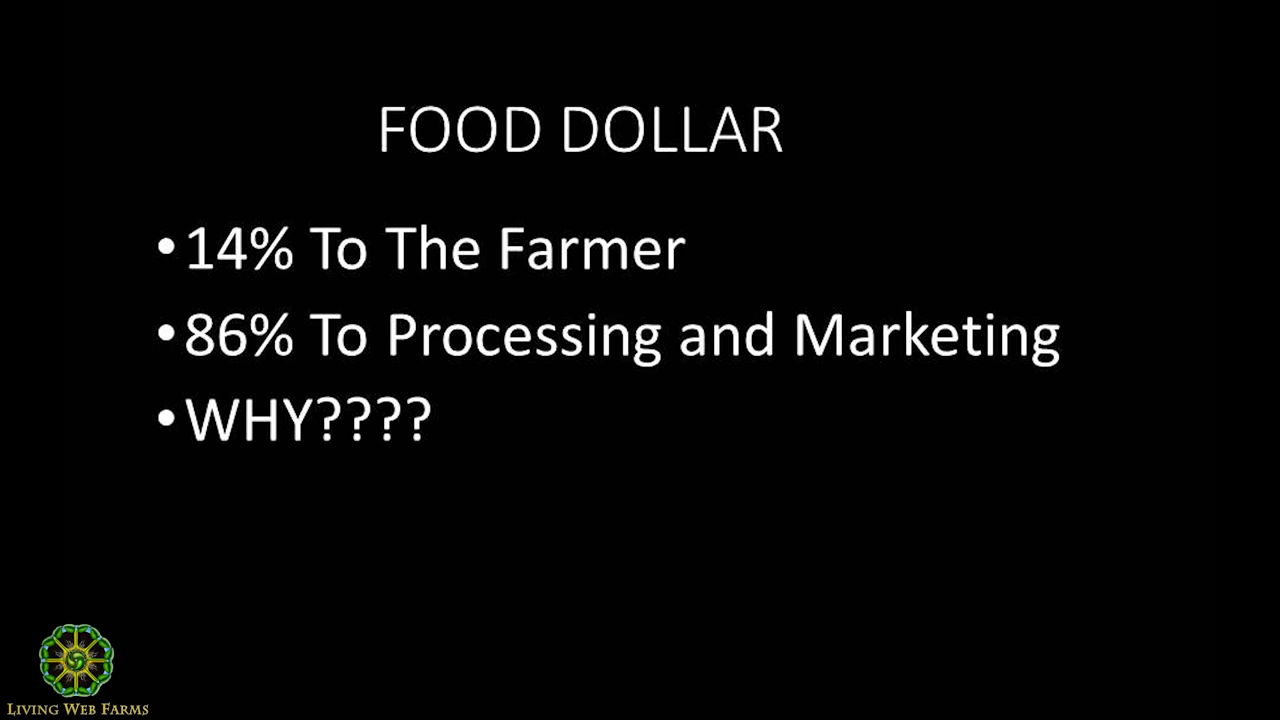 FOOD DOLLAR
•14% To The Farmer
•86% To Processing and Marketing
•WHY????
LIVING WEB FARMS